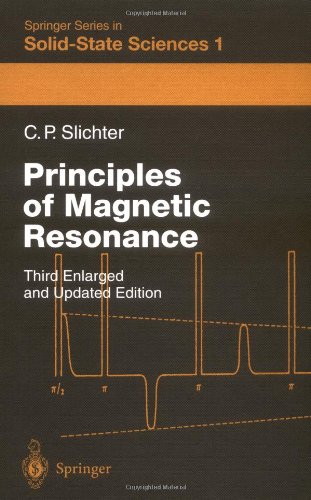 Springer Series in
Solid-State Sciences 1
C. P. Slichter
Principles
of Magnetic
Resonance
Third Enlarged
and Updated Edition
π/2 π π π
Springer